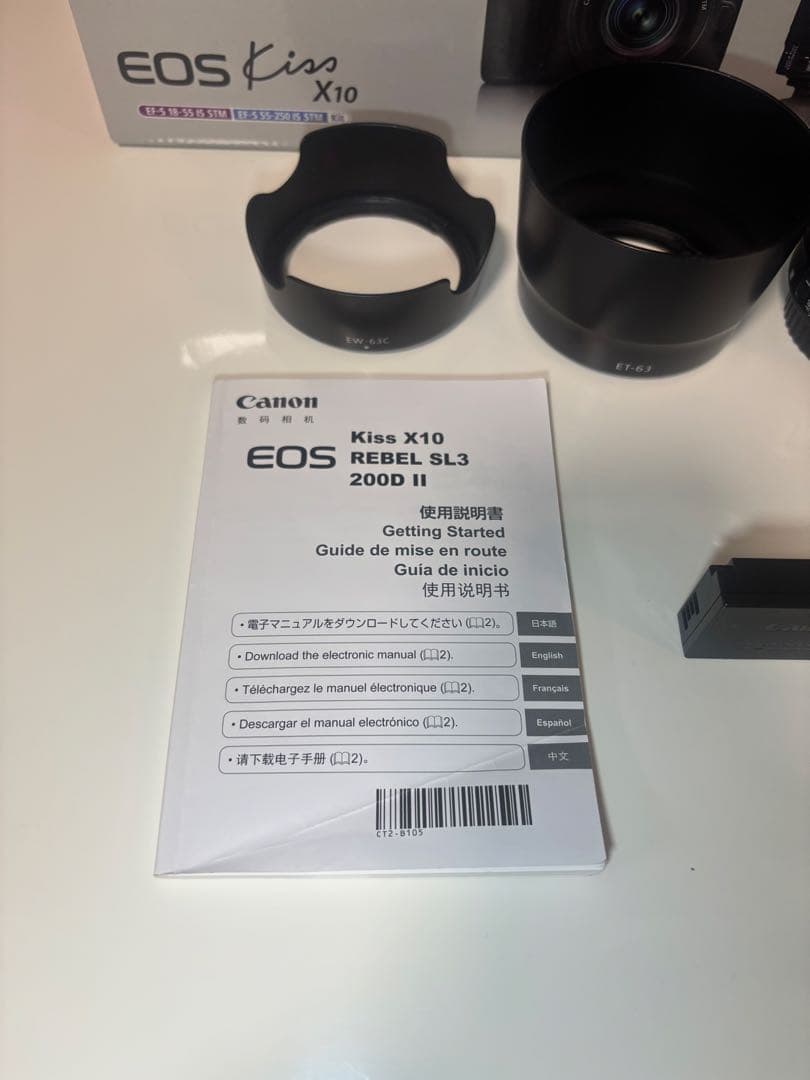 EOS Kiss
X10
EF-S 18-55 IS STM EF-S 55-250 IS STM
EW-63C
ET-63
Canon
数码相机
EOS
Kiss X10
REBEL SL3
200D II
使用説明書
Getting Started
Guide de mise en route
Guía de inicio
使用说明书
• 電子マニュアルをダウンロードしてください (2)。 日本語
• Download the electronic manual (2). English
• Téléchargez le manuel électronique (2). Français
• Descargar el manual electrónico (2). Español
• 请下载电子手册 (2)。 中文
CT2-B105